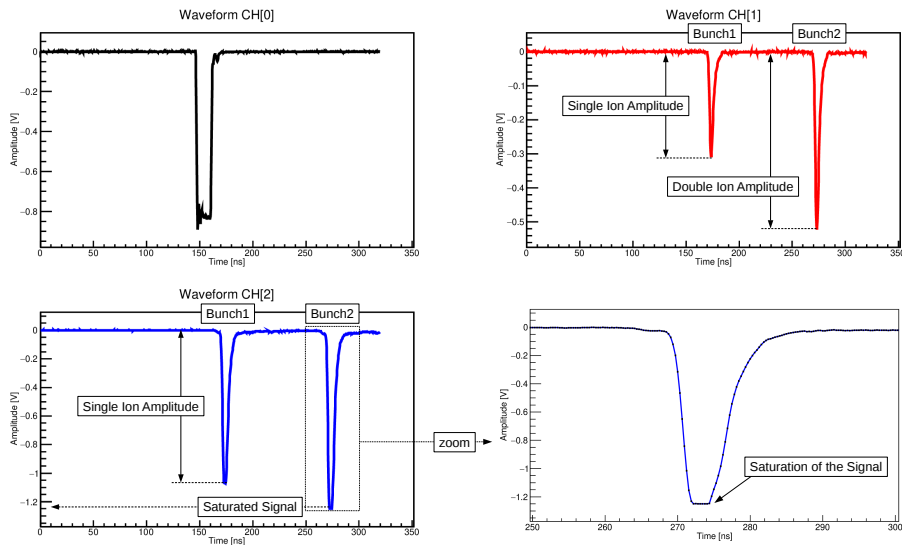 Waveform CH[0]
Amplitude [V]
0
−0.2
−0.4
−0.6
−0.8
0 50 100 150 200 250 300 350
Time [ns]
Waveform CH[1]
Bunch1
Bunch2
Amplitude [V]
0
−0.1
−0.2
−0.3
−0.4
−0.5
Single Ion Amplitude
Double Ion Amplitude
0 50 100 150 200 250 300 350
Time [ns]
Waveform CH[2]
Bunch1
Bunch2
Amplitude [V]
0
−0.2
−0.4
−0.6
−0.8
−1
−1.2
Single Ion Amplitude
Saturated Signal
zoom
0 50 100 150 200 250 300 350
Time [ns]
Amplitude [V]
0
−0.2
−0.4
−0.6
−0.8
−1
−1.2
Saturation of the Signal
250 260 270 280 290 300
Time [ns]